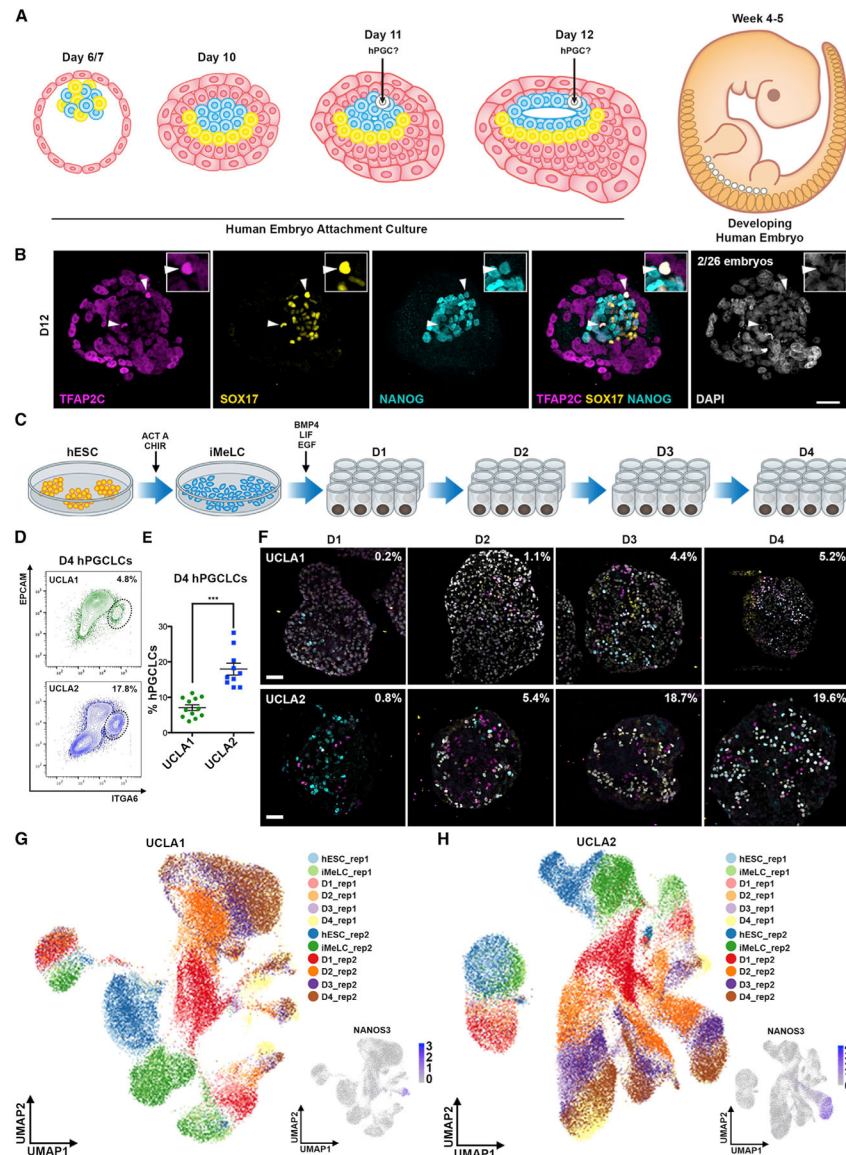 A
Day 6/7
Day 10
Day 11
hPGC?
Day 12
hPGC?
Week 4-5
Human Embryo Attachment Culture
Developing
Human Embryo
B
D12
TFAP2C
SOX17
NANOG
TFAP2C SOX17 NANOG
2/26 embryos
DAPI
C
hESC
ACT A
CHIR
iMeLC
BMP4
LIF
EGF
D1
D2
D3
D4
D
D4 hPGCLCs
UCLA1
4.8%
UCLA2
17.8%
EPCAM
ITGA6
E
D4 hPGCLCs
***
% hPGCLCs
40
30
20
10
0
UCLA1
UCLA2
F
D1
D2
D3
D4
UCLA1
0.2%
1.1%
4.4%
5.2%
UCLA2
0.8%
5.4%
18.7%
19.6%
G
UCLA1
hESC_rep1
iMeLC_rep1
D1_rep1
D2_rep1
D3_rep1
D4_rep1
hESC_rep2
iMeLC_rep2
D1_rep2
D2_rep2
D3_rep2
D4_rep2
NANOS3
3
2
1
0
UMAP2
UMAP1
UMAP2
UMAP1
H
UCLA2
hESC_rep1
iMeLC_rep1
D1_rep1
D2_rep1
D3_rep1
D4_rep1
hESC_rep2
iMeLC_rep2
D1_rep2
D2_rep2
D3_rep2
D4_rep2
NANOS3
UMAP2
UMAP1
UMAP2
UMAP1